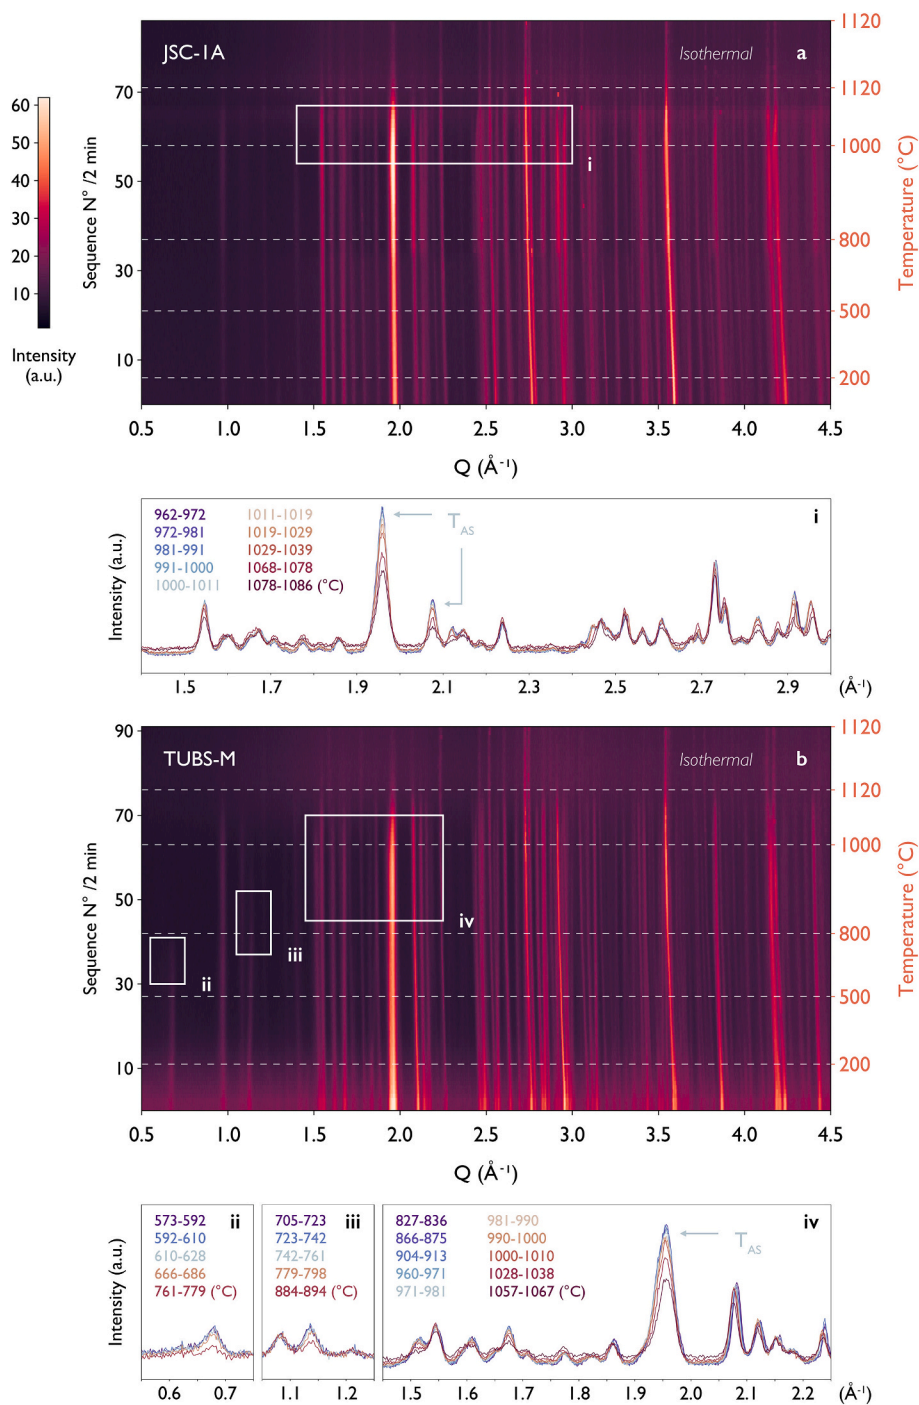 JSC-1A
Isothermal
a
1120
1120
1000
800
500
200
Temperature (°C)
70
50
30
10
Sequence N° /2 min
60
50
40
30
20
10
Intensity
(a.u.)
i
0.5 1.0 1.5 2.0 2.5 3.0 3.5 4.0 4.5
Q (Å⁻¹)
962-972 1011-1019
972-981 1019-1029
981-991 1029-1039
991-1000 1068-1078
1000-1011 1078-1086 (°C)
T_AS
i
Intensity (a.u.)
1.5 1.7 1.9 2.1 2.3 2.5 2.7 2.9 (Å⁻¹)
TUBS-M
Isothermal
b
1120
1120
1000
800
500
200
Temperature (°C)
90
70
50
30
10
Sequence N° /2 min
iv
iii
ii
0.5 1.0 1.5 2.0 2.5 3.0 3.5 4.0 4.5
Q (Å⁻¹)
Intensity (a.u.)
573-592 ii
592-610
610-628
666-686
761-779 (°C)
0.6 0.7
705-723 iii
723-742
742-761
779-798
884-894 (°C)
1.1 1.2
827-836 981-990 iv
866-875 990-1000
904-913 1000-1010
960-971 1028-1038
971-981 1057-1067 (°C)
T_AS
1.5 1.6 1.7 1.8 1.9 2.0 2.1 2.2 (Å⁻¹)